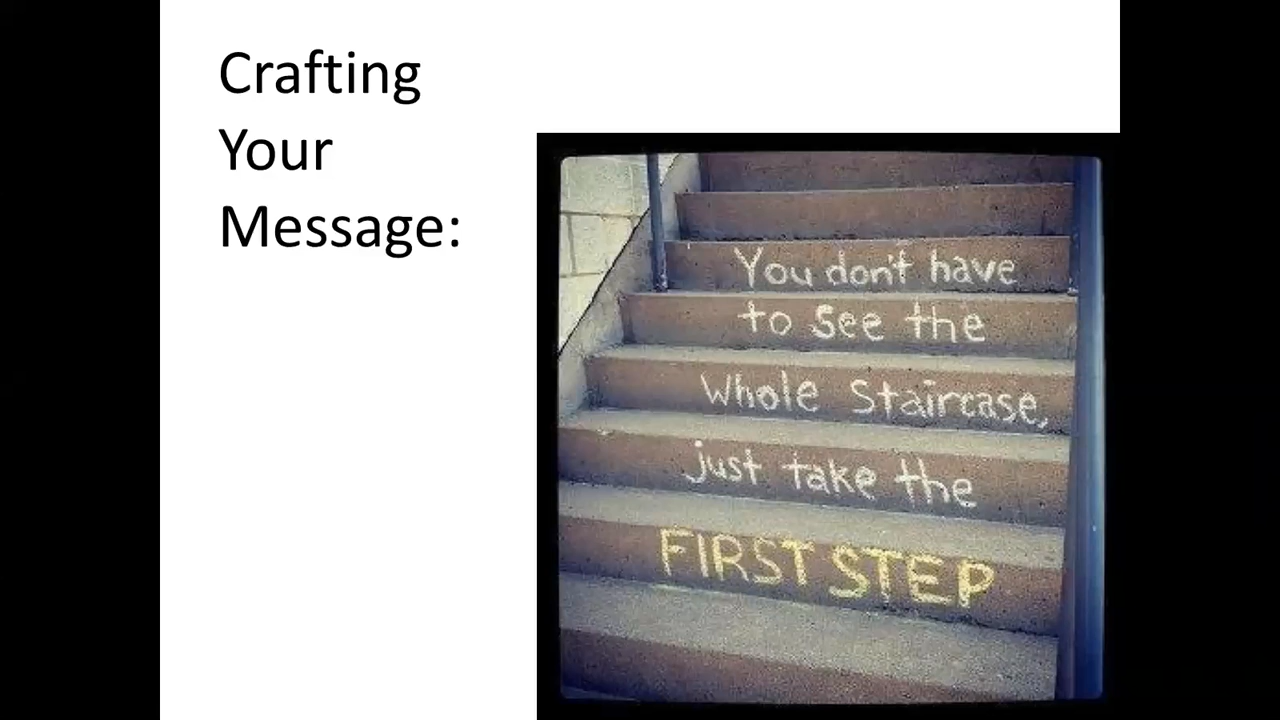 Crafting
Your
Message:
You don't have
to see the
Whole Staircase,
just take the
FIRST STEP